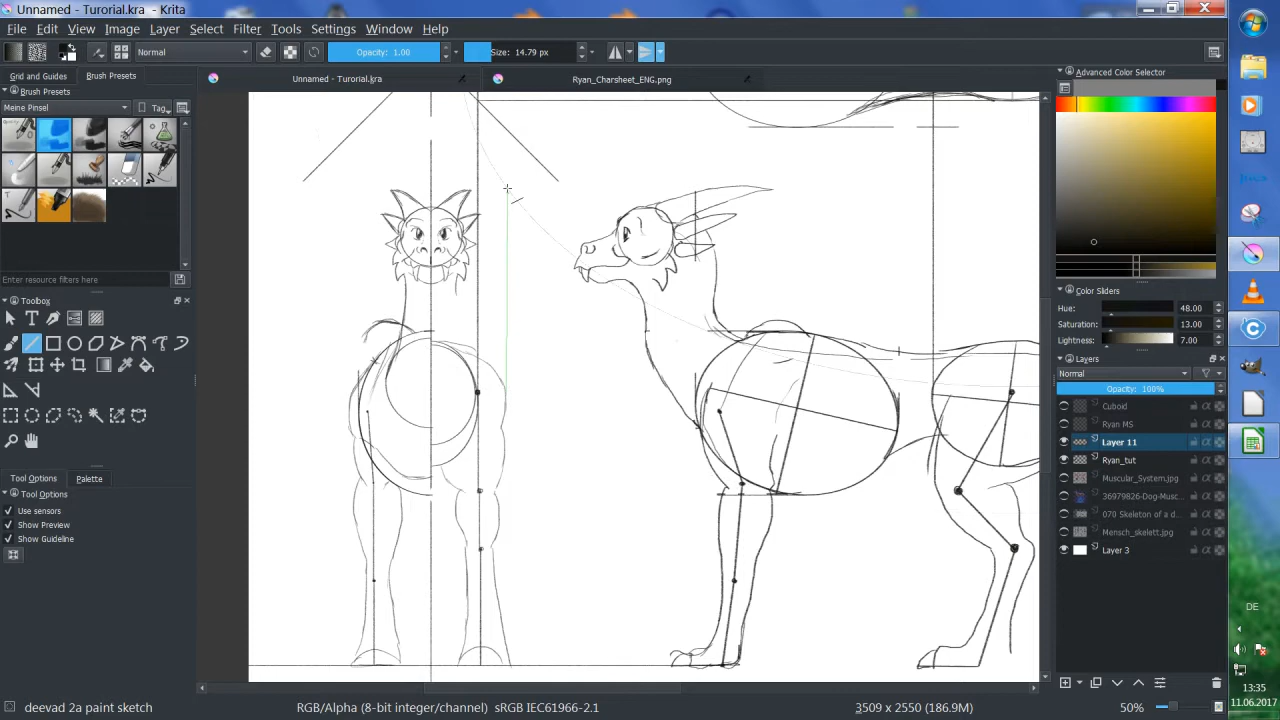 Unnamed - Turorial.kra - Krita
File Edit View Image Layer Select Filter Tools Settings Window Help
Normal Opacity: 1.00 Size: 14.79 px
Grid and Guides Brush Presets
Unnamed - Turorial.kra Ryan_Charsheet_ENG.png
Brush Presets
Meine Pinsel Tag
Enter resource filters here
Toolbox
Tool Options Palette
Tool Options
Use sensors
Show Preview
Show Guideline
Advanced Color Selector
Color Sliders
Hue: 48.00
Saturation: 13.00
Lightness: 7.00
Layers
Normal
Opacity: 100%
Cuboid
Ryan MS
Layer 11
Ryan_tut
Muscular_System.jpg
36979826-Dog-Musc...
070 Skeleton of a d...
Mensch_skelett.jpg
Layer 3
DE
13:35
11.06.2017
deevad 2a paint sketch RGB/Alpha (8-bit integer/channel) sRGB IEC61966-2.1 3509 x 2550 (186.9M) 50%